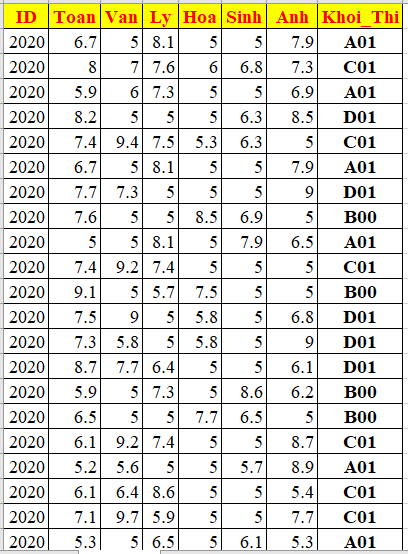 ID Toan Van Ly Hoa Sinh Anh Khoi_Thi
2020 6.7 5 8.1 5 5 7.9 A01
2020 8 7 7.6 6 6.8 7.3 C01
2020 5.9 6 7.3 5 5 6.9 A01
2020 8.2 5 5 5 6.3 8.5 D01
2020 7.4 9.4 7.5 5.3 6.3 5 C01
2020 6.7 5 8.1 5 5 7.9 A01
2020 7.7 7.3 5 5 5 9 D01
2020 7.6 5 5 8.5 6.9 5 B00
2020 5 5 8.1 5 7.9 6.5 A01
2020 7.4 9.2 7.4 5 5 5 C01
2020 9.1 5 5.7 7.5 5 5 B00
2020 7.5 9 5 5.8 5 6.8 D01
2020 7.3 5.8 5 5.8 5 9 D01
2020 8.7 7.7 6.4 5 5 6.1 D01
2020 5.9 5 7.3 5 8.6 6.2 B00
2020 6.5 5 5 7.7 6.5 5 B00
2020 6.1 9.2 7.4 5 5 8.7 C01
2020 5.2 5.6 5 5 5.7 8.9 A01
2020 6.1 6.4 8.6 5 5 5.4 C01
2020 7.1 9.7 5.9 5 5 7.7 C01
2020 5.3 5 6.5 5 6.1 5.3 A01